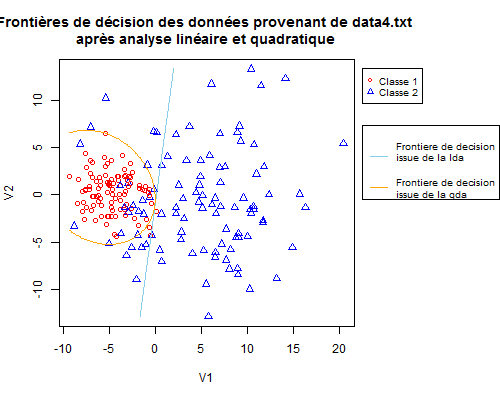 Frontières de décision des données provenant de data4.txt
après analyse linéaire et quadratique
Classe 1
Classe 2
Frontiere de decision
issue de la lda
Frontiere de decision
issue de la qda
V2
10
5
0
-5
-10
-10
-5
0
5
10
15
20
V1